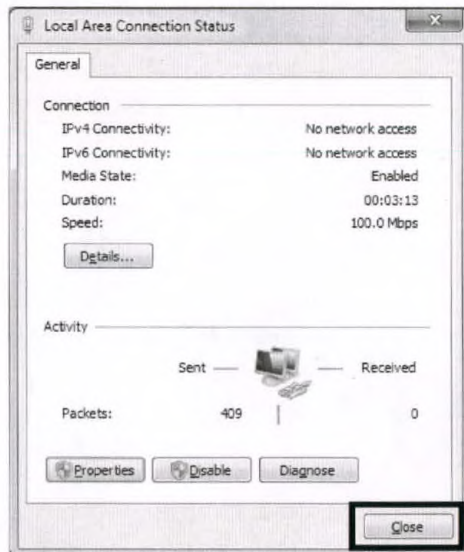 Local Area Connection Status
X
General
Connection
IPv4 Connectivity: No network access
IPv6 Connectivity: No network access
Media State: Enabled
Duration: 00:03:13
Speed: 100.0 Mbps
Details...
Activity
Sent Received
Packets: 409 0
Properties Disable Diagnose
Close